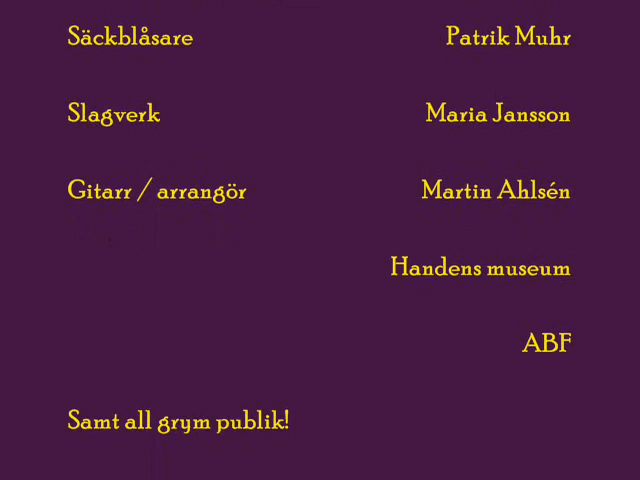 Säckblåsare Patrik Muhr
Slagverk Maria Jansson
Gitarr / arrangör Martin Ahlsén
Handens museum
ABF
Samt all grym publik!